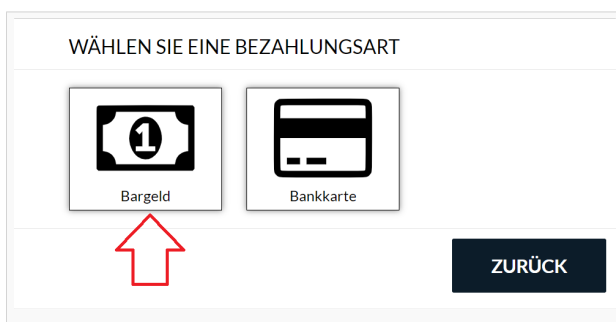 WÄHLEN SIE EINE BEZAHLUNGSART
1
Bargeld
Bankkarte
ZURÜCK